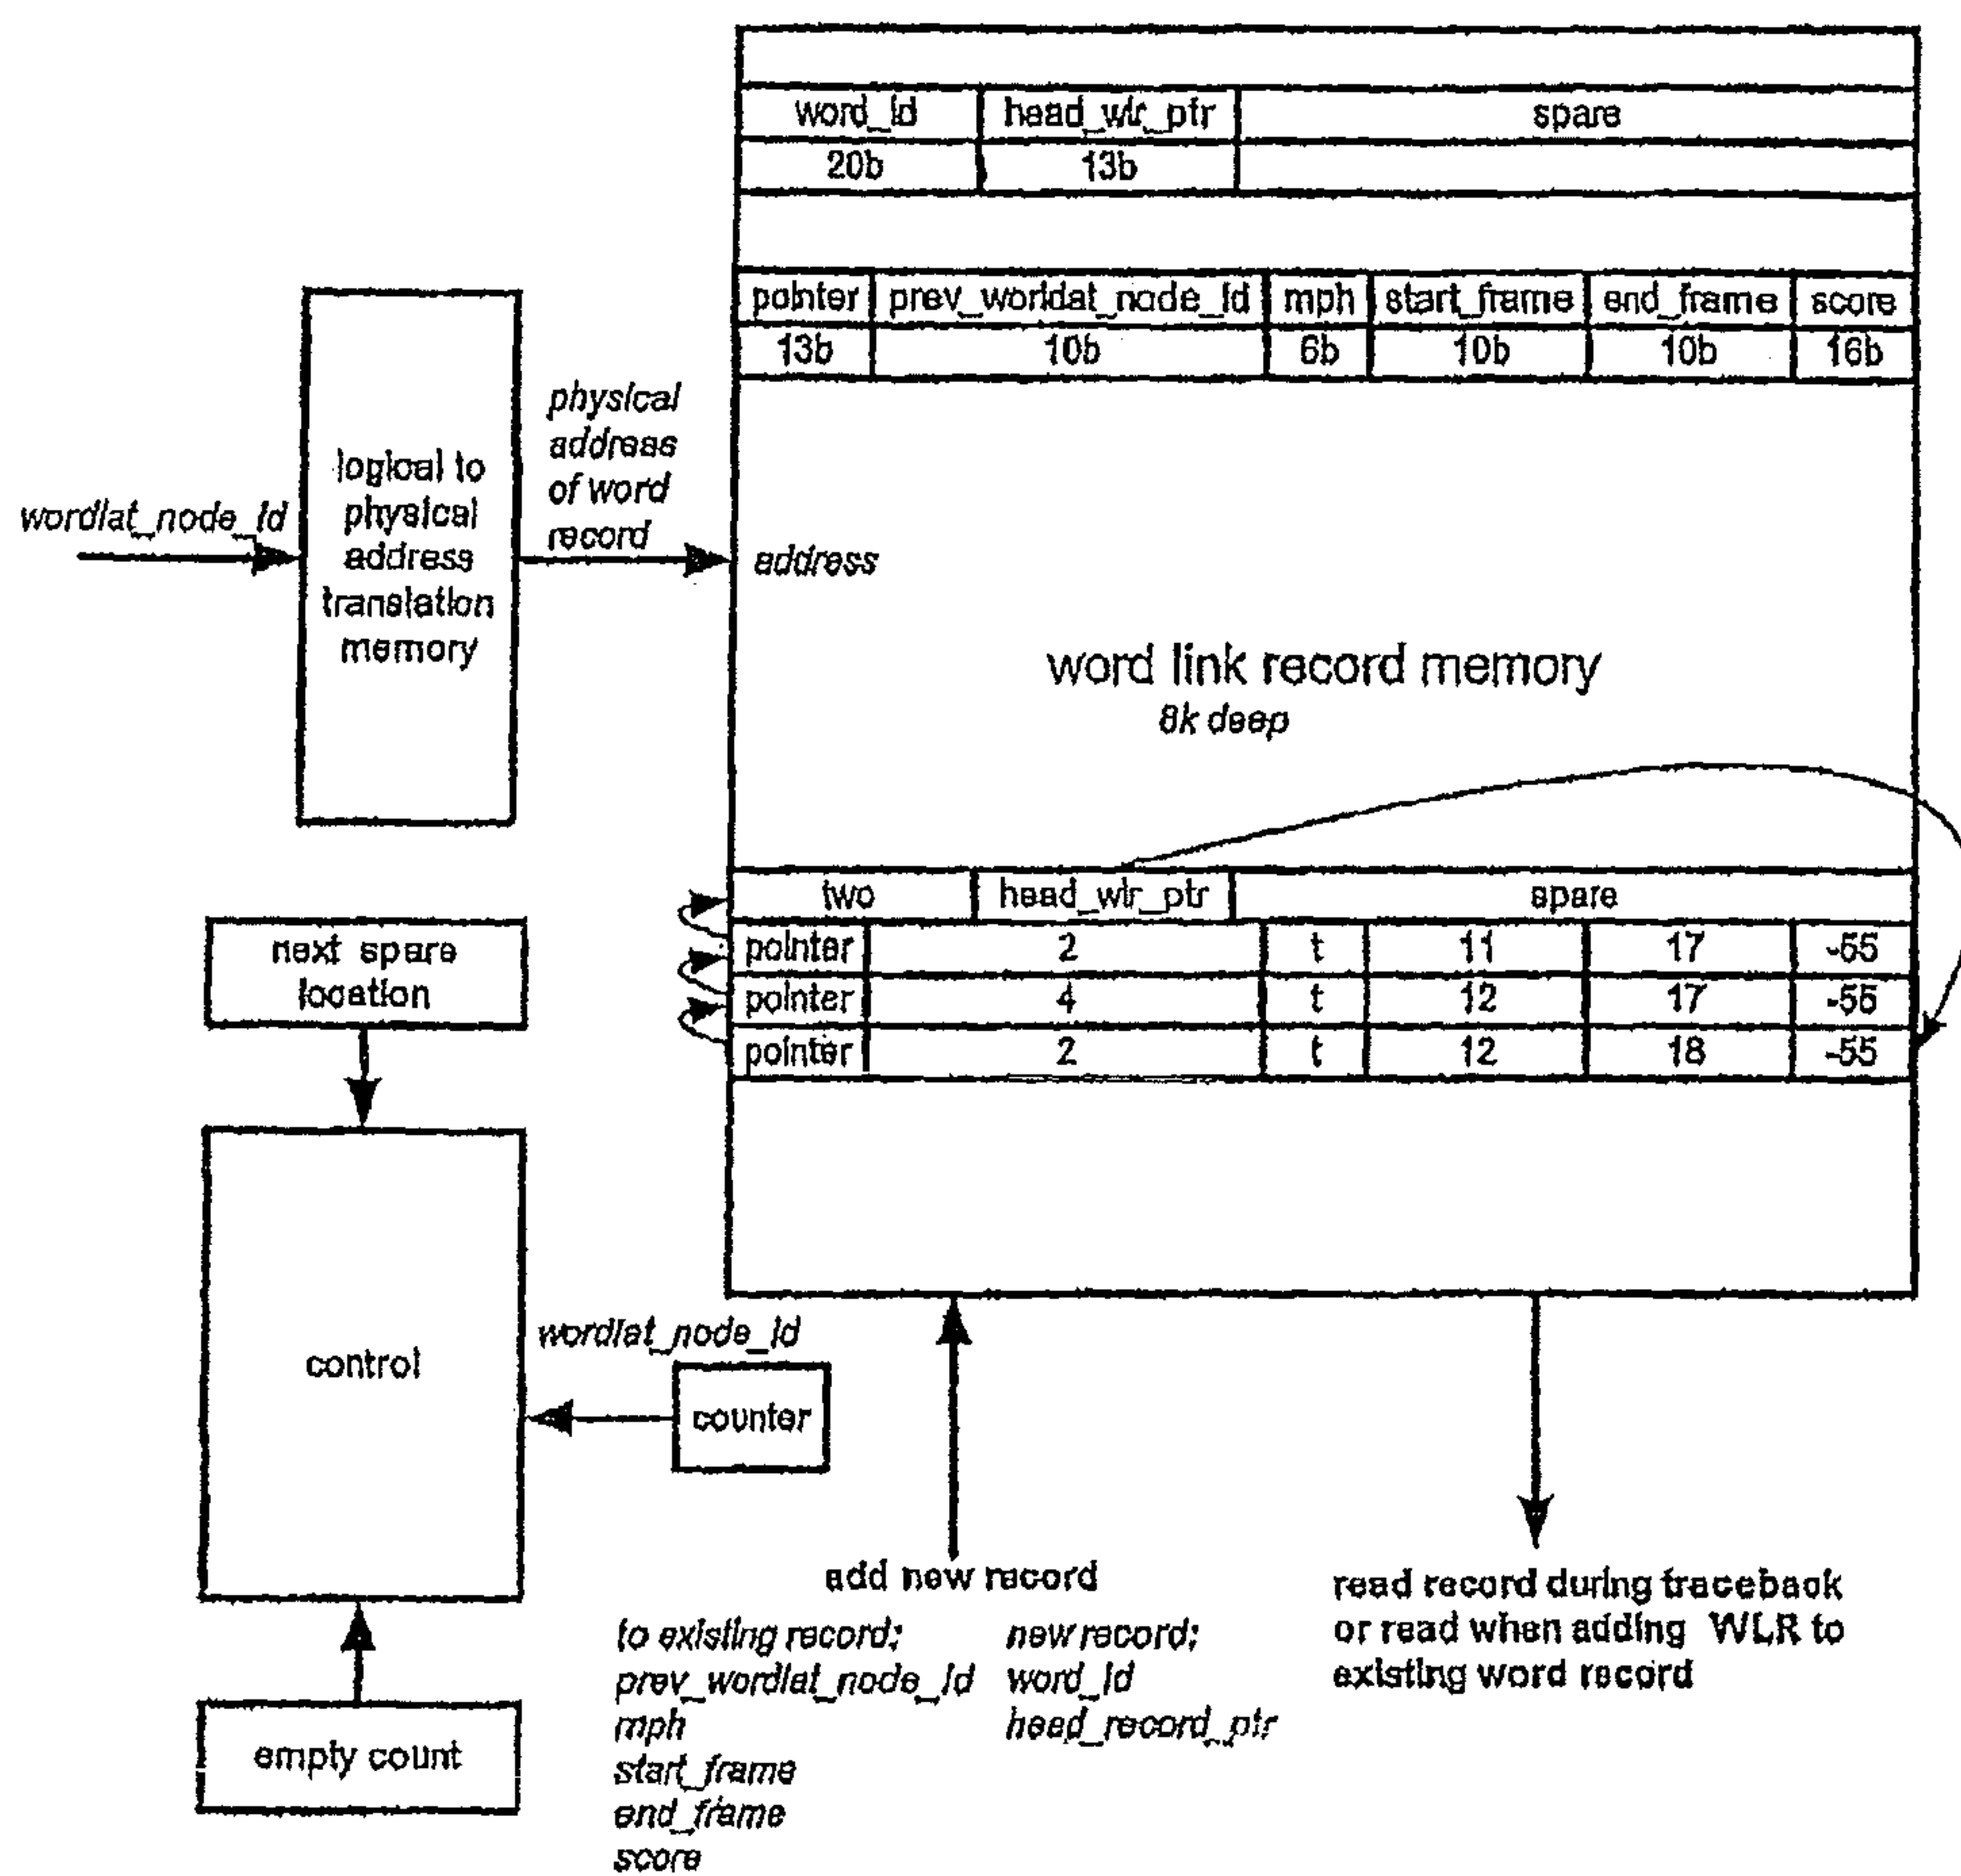 word_id head_wlr_ptr spare
20b 13b
pointer prev_worldat_node_id mph start_frame end_frame score
13b 10b 6b 10b 10b 16b
wordlat_node_id
logical to
physical
address
translation
memory
physical
address
of word
record
address
word link record memory
8k deep
two head_wlr_ptr spare
pointer 2 t 11 17 -55
pointer 4 t 12 17 -55
pointer 2 t 12 18 -55
next spare
location
control
wordlat_node_id
counter
empty count
add new record
to existing record;
prev_wordlat_node_id
mph
start_frame
end_frame
score
new record;
word_id
head_record_ptr
read record during traceback
or read when adding WLR to
existing word record